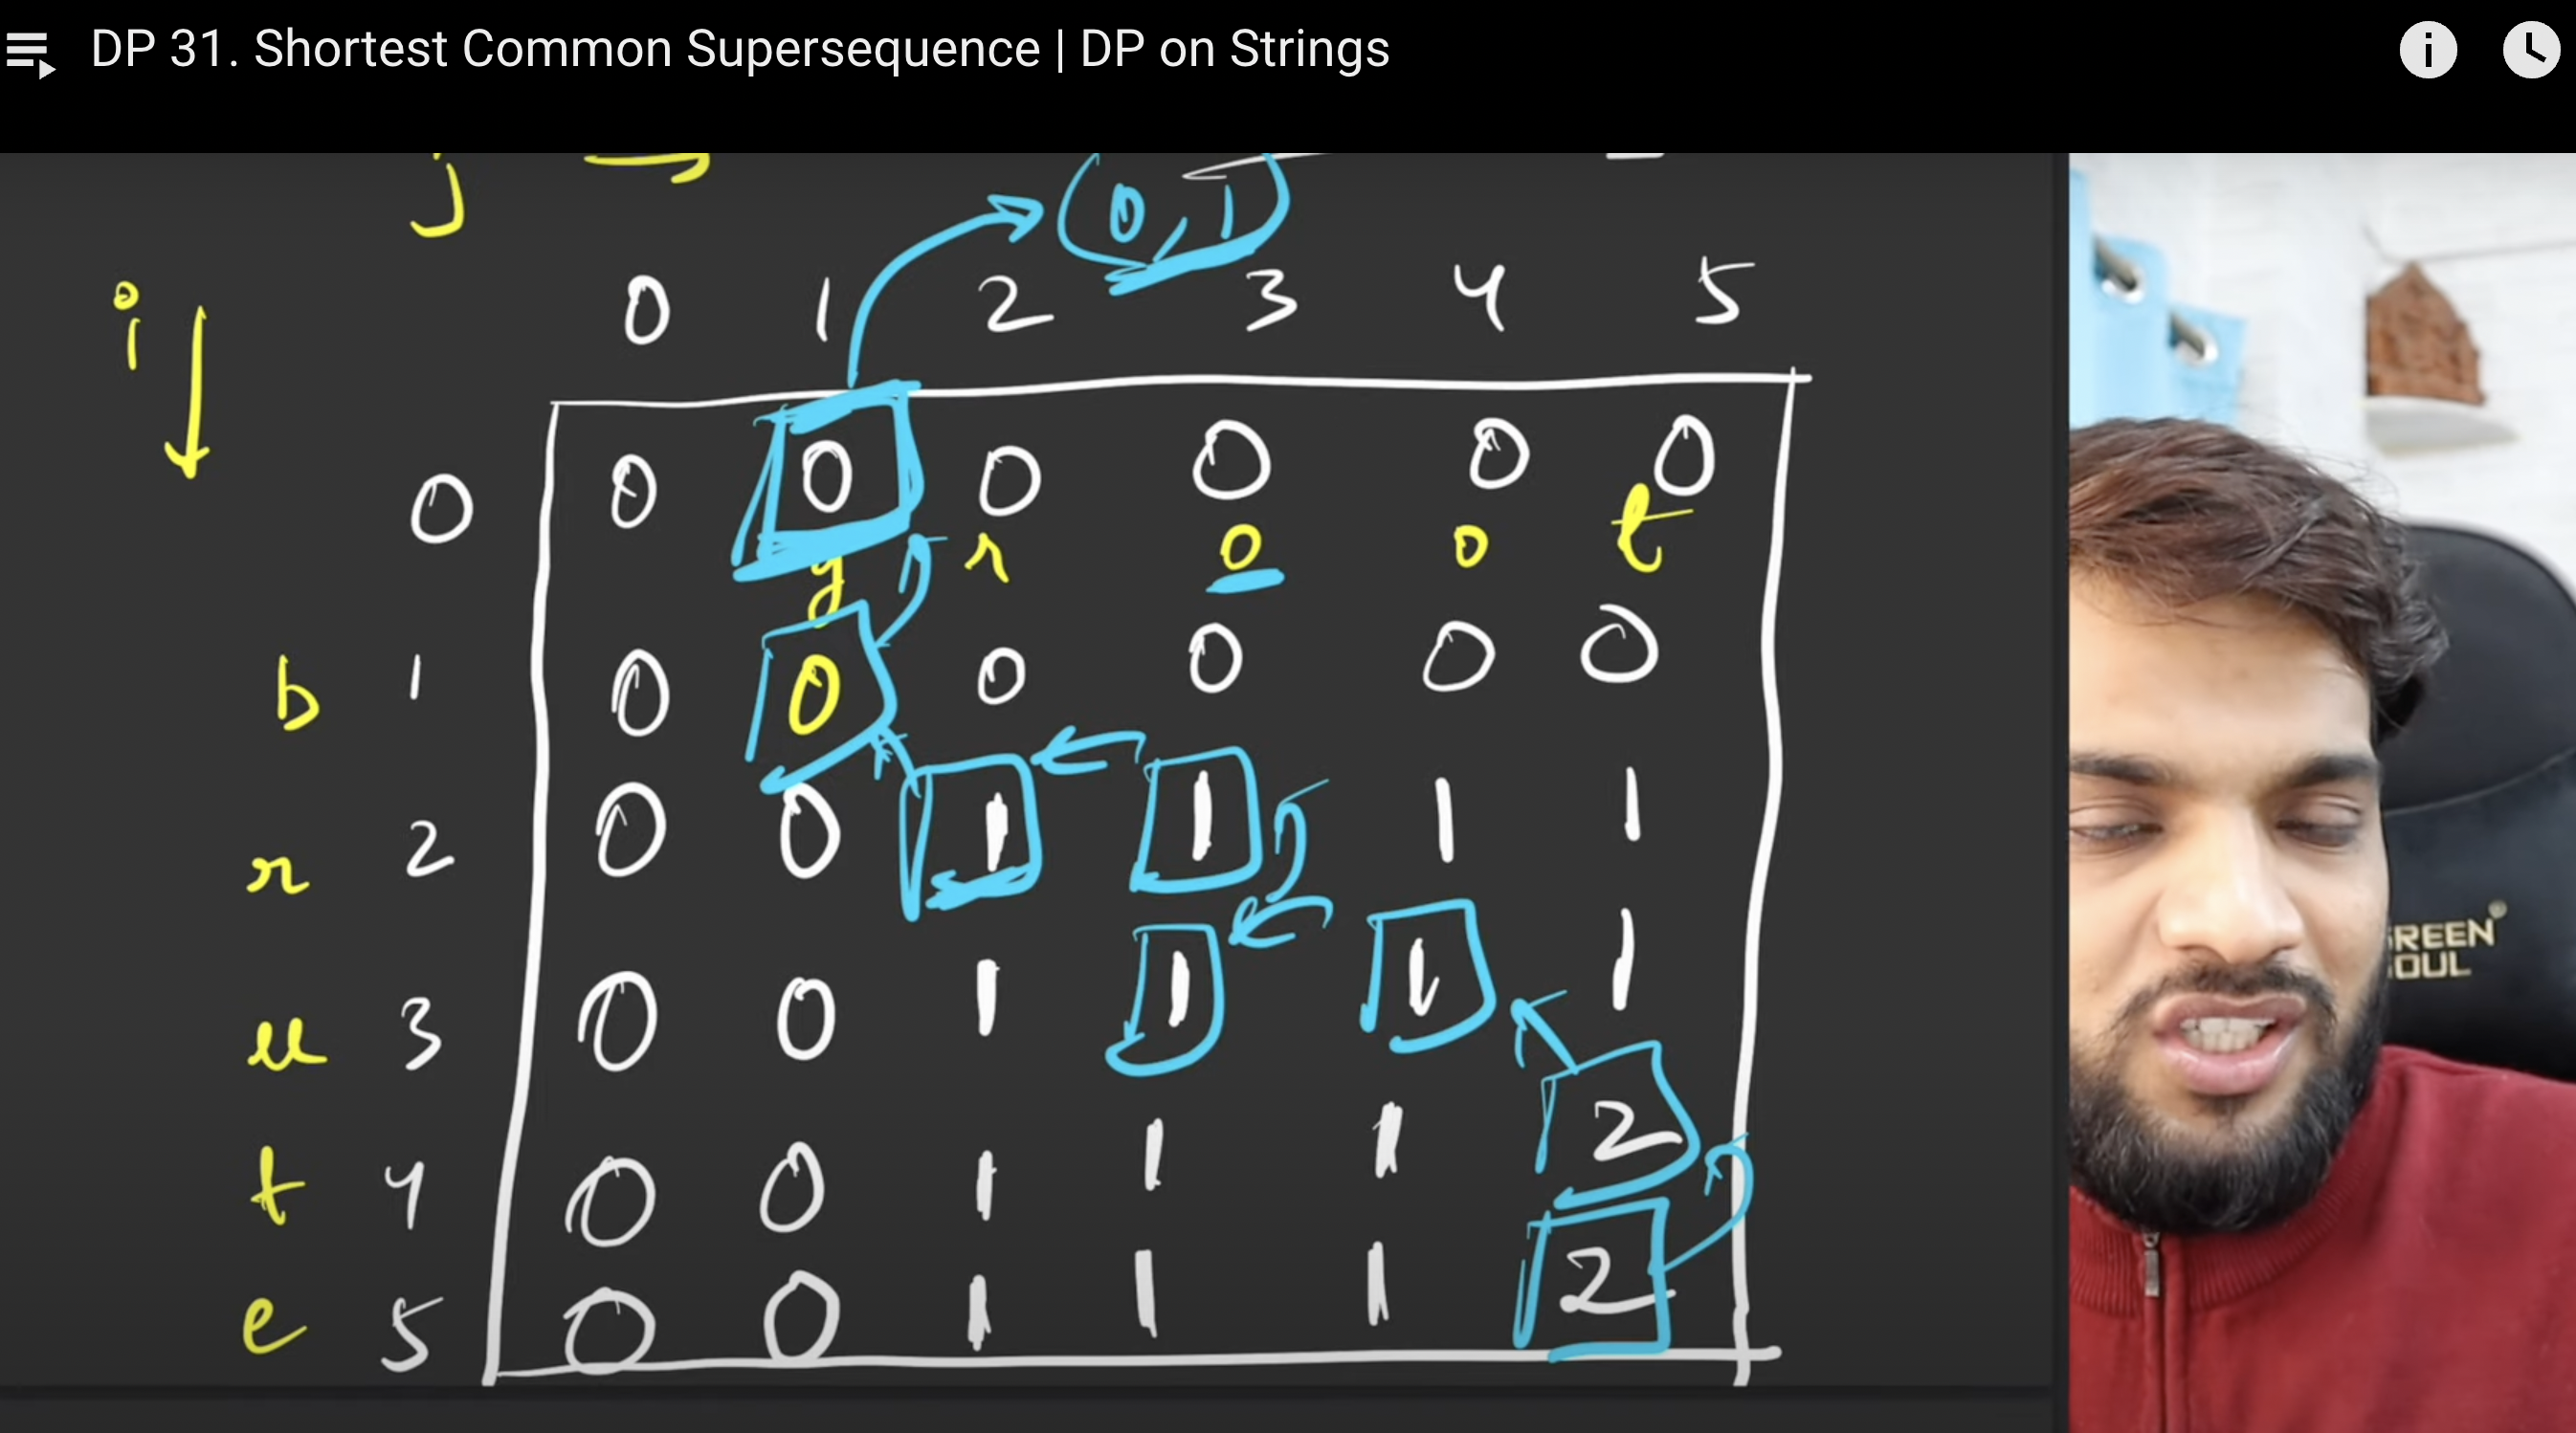 DP 31. Shortest Common Supersequence | DP on Strings
j
(0, 1)
i
0 1 2 3 4 5
0 0 0 0 0 0 0
g r o o t
b 1 0 0 0 0 0 0
r 2 0 0 1 1 1 1
u 3 0 0 1 1 1 1
t 4 0 0 1 1 1 2
e 5 0 0 1 1 1 2
GREEN
SOUL